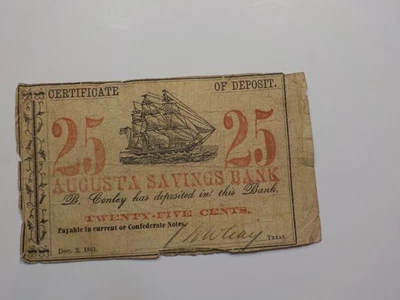 CERTIFICATE OF DEPOSIT.
25 25
AUGUSTA SAVINGS BANK
B. Conley has deposited in this Bank.
TWENTY-FIVE CENTS,
Payable in current or Confederate Notes.
Treas.
Dec. 3, 1861.